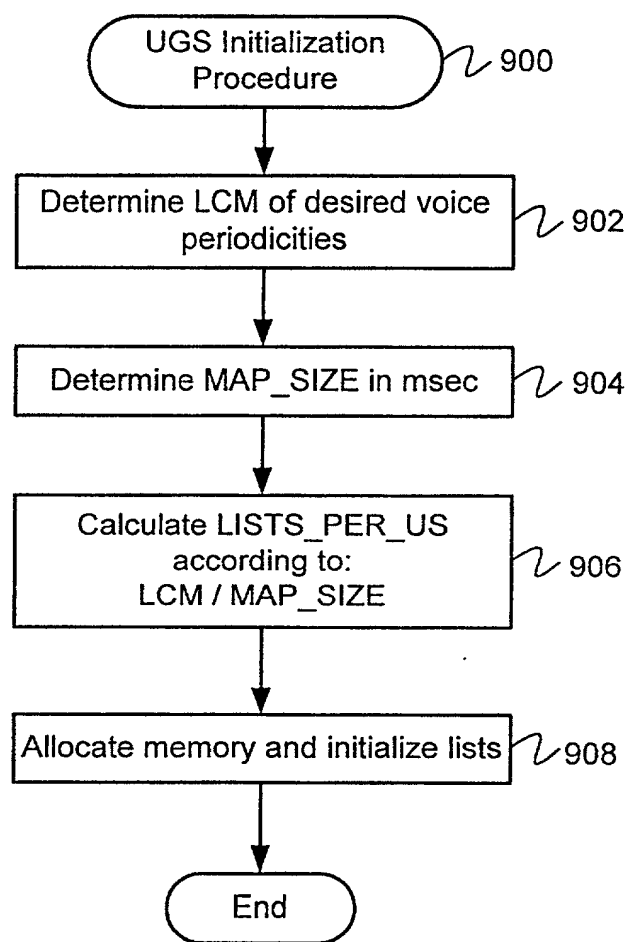 UGS Initialization
Procedure
900
Determine LCM of desired voice
periodicities
902
Determine MAP_SIZE in msec
904
Calculate LISTS_PER_US
according to:
LCM / MAP_SIZE
906
Allocate memory and initialize lists
908
End